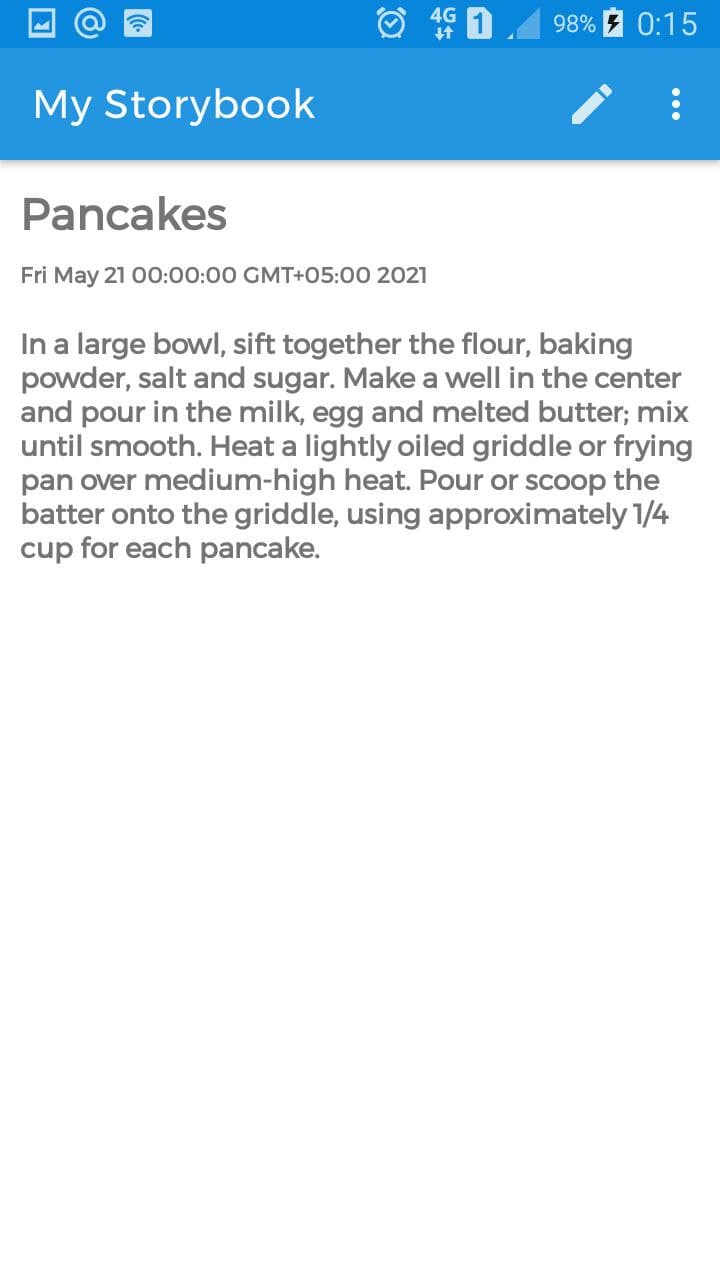 4G 1 98% 0:15
My Storybook
Pancakes
Fri May 21 00:00:00 GMT+05:00 2021
In a large bowl, sift together the flour, baking
powder, salt and sugar. Make a well in the center
and pour in the milk, egg and melted butter; mix
until smooth. Heat a lightly oiled griddle or frying
pan over medium-high heat. Pour or scoop the
batter onto the griddle, using approximately 1/4
cup for each pancake.